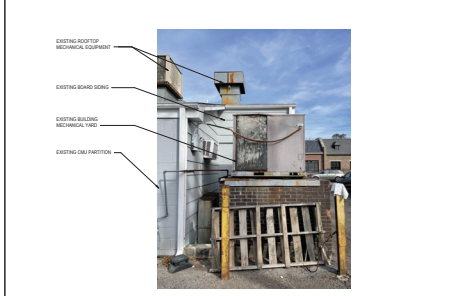 EXISTING ROOFTOP
MECHANICAL EQUIPMENT
EXISTING BOARD SIDING
EXISTING BUILDING
MECHANICAL YARD
EXISTING CMU PARTITION